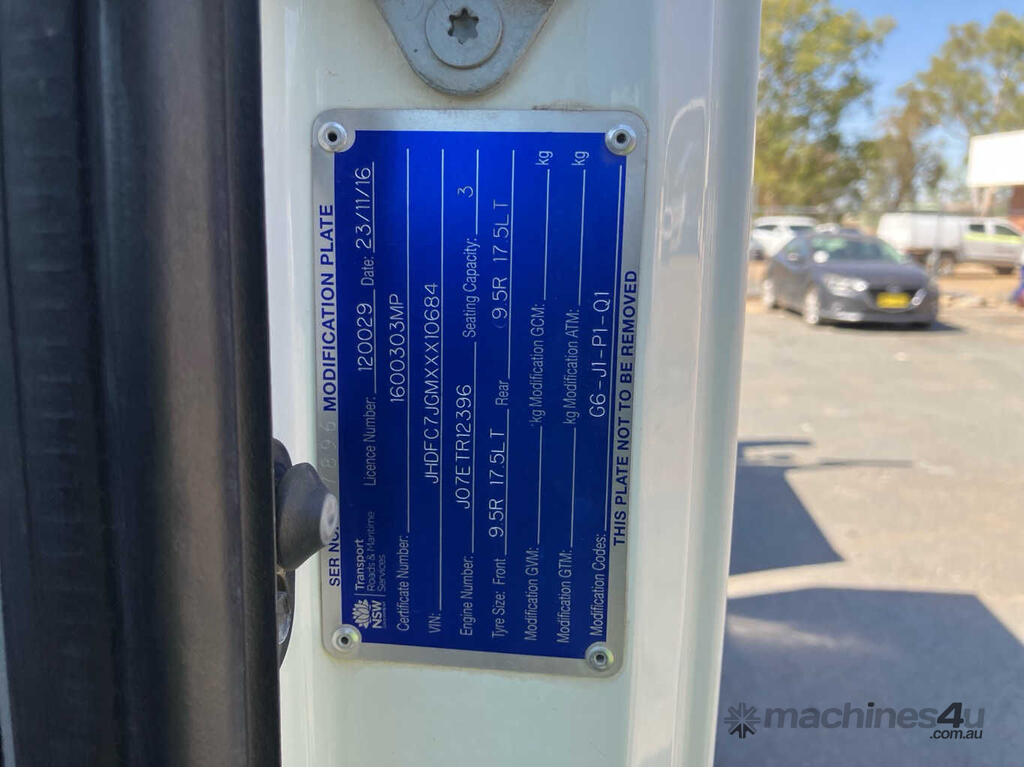 SER NO. MODIFICATION PLATE
NSW Transport
Roads & Maritime
Services
Licence Number: 120029 Date: 23/11/16
Certificate Number: 1600303MP
VIN: JHDFC7JGMXXX10684
Engine Number: J07ETR12396 Seating Capacity: 3
Tyre Size: Front 9.5R 17.5LT Rear 9.5R 17.5LT
Modification GVM: kg Modification GCM: kg
Modification GTM: kg Modification ATM: kg
Modification Codes: G6-J1-P1-Q1
THIS PLATE NOT TO BE REMOVED
machines4u
.com.au